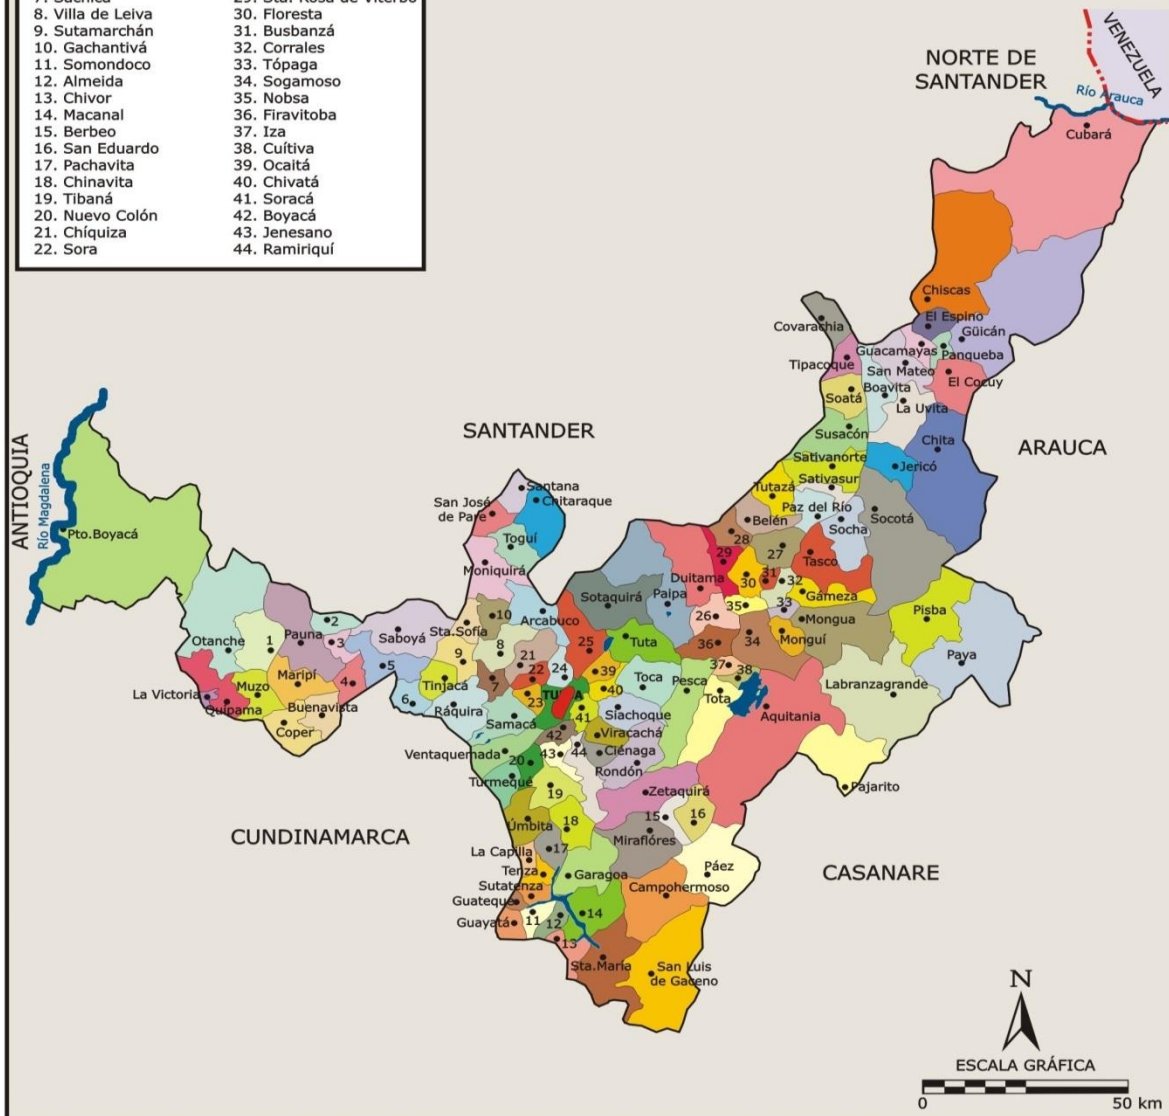 8. Villa de Leiva
9. Sutamarchán
10. Gachantivá
11. Somondoco
12. Almeida
13. Chivor
14. Macanal
15. Berbeo
16. San Eduardo
17. Pachavita
18. Chinavita
19. Tibaná
20. Nuevo Colón
21. Chíquiza
22. Sora
29. Sta. Rosa de Viterbo
30. Floresta
31. Busbanzá
32. Corrales
33. Tópaga
34. Sogamoso
35. Nobsa
36. Firavitoba
37. Iza
38. Cuítiva
39. Ocaitá
40. Chivatá
41. Soracá
42. Boyacá
43. Jenesano
44. Ramiriquí
VENEZUELA
NORTE DE
SANTANDER
Río Arauca
Cubará
Chiscas
El Espino
Covarachia
Güicán
Guacamayas
Panqueba
Tipacoque
San Mateo
El Cocuy
Boavita
Soatá
La Uvita
ANTIOQUIA
Río Magdalena
SANTANDER
Susacón
Chita
ARAUCA
Sativanorte
Jericó
Sativasur
Santana
Chitaraque
Tutazá
San José
de Pare
Paz del Río
Socotá
Belén
Socha
Pto.Boyacá
Toguí
28
27
Tasco
Moniquirá
29
31
Duitama
30
32
Gámeza
Sotaquirá
Paipa
35
33
Pisba
10
Arcabuco
26
Mongua
2
Sta.Sofía
Saboyá
Tuta
34
Otanche
1
Pauna
3
25
36
Monguí
9
8
21
Paya
5
37
Maripí
22
24
39
38
4
Tinjacá
7
Toca
Pesca
Labranzagrande
La Victoria
Muzo
23
TUNJA
40
Tota
Quipama
Buenavista
6
Ráquira
Siachoque
Aquitania
Samacá
41
Coper
42
Viracachá
Ventaquemada
43
44
Ciénaga
20
Rondón
Turmequé
Pajarito
19
Zetaquirá
Úmbita
18
15
16
CUNDINAMARCA
Miraflóres
La Capilla
17
Páez
CASANARE
Tenza
Garagoa
Sutatenza
Campohermoso
Guateque
Guayatá
11
12
14
13
Sta.María
San Luis
de Gaceno
N
ESCALA GRÁFICA
0
50 km